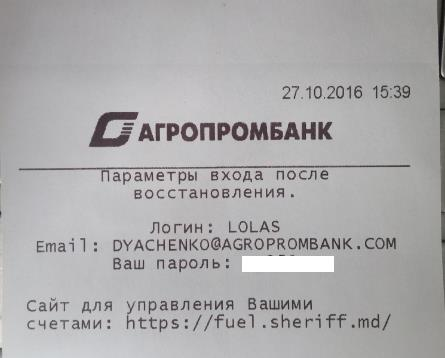 27.10.2016 15:39
АГРОПРОМБАНК
Параметры входа после
восстановления.
Логин: LOLAS
Email: DYACHENKO@AGROPROMBANK.COM
Ваш пароль:
Сайт для управления Вашими
счетами: https://fuel.sheriff.md/